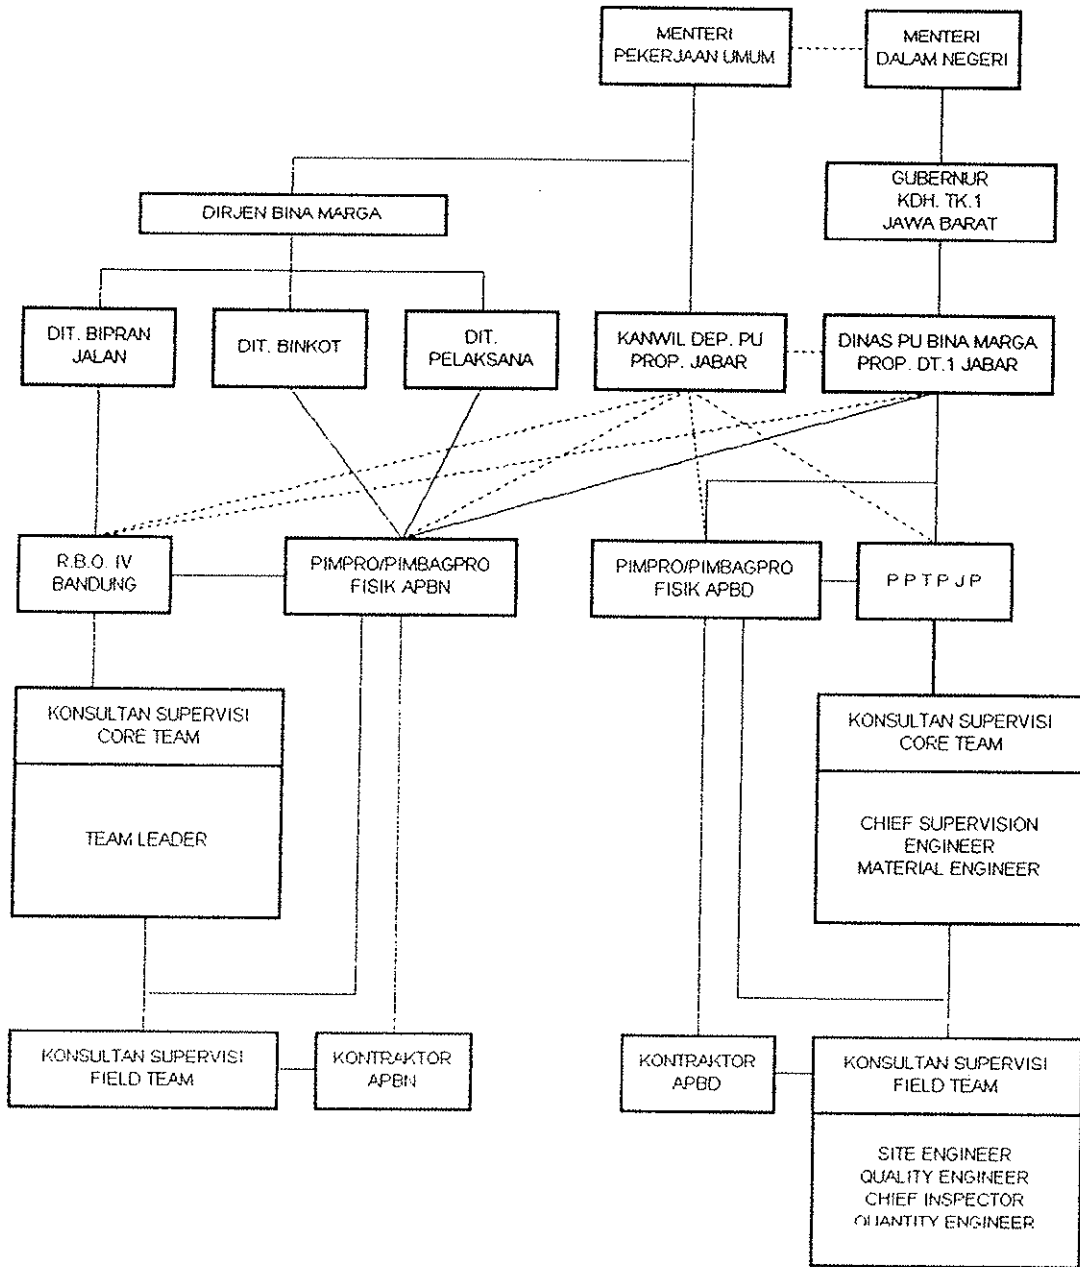 MENTERI
PEKERJAAN UMUM
MENTERI
DALAM NEGERI
GUBERNUR
KDH. TK.1
JAWA BARAT
DIRJEN BINA MARGA
DIT. BIPRAN
JALAN
DIT. BINKOT
DIT.
PELAKSANA
KANWIL DEP. PU
PROP. JABAR
DINAS PU BINA MARGA
PROP. DT.1 JABAR
R.B.O. IV
BANDUNG
PIMPRO/PIMBAGPRO
FISIK APBN
PIMPRO/PIMBAGPRO
FISIK APBD
P P T P J P
KONSULTAN SUPERVISI
CORE TEAM
TEAM LEADER
KONSULTAN SUPERVISI
CORE TEAM
CHIEF SUPERVISION
ENGINEER
MATERIAL ENGINEER
KONSULTAN SUPERVISI
FIELD TEAM
KONTRAKTOR
APBN
KONTRAKTOR
APBD
KONSULTAN SUPERVISI
FIELD TEAM
SITE ENGINEER
QUALITY ENGINEER
CHIEF INSPECTOR
QUANTITY ENGINEER